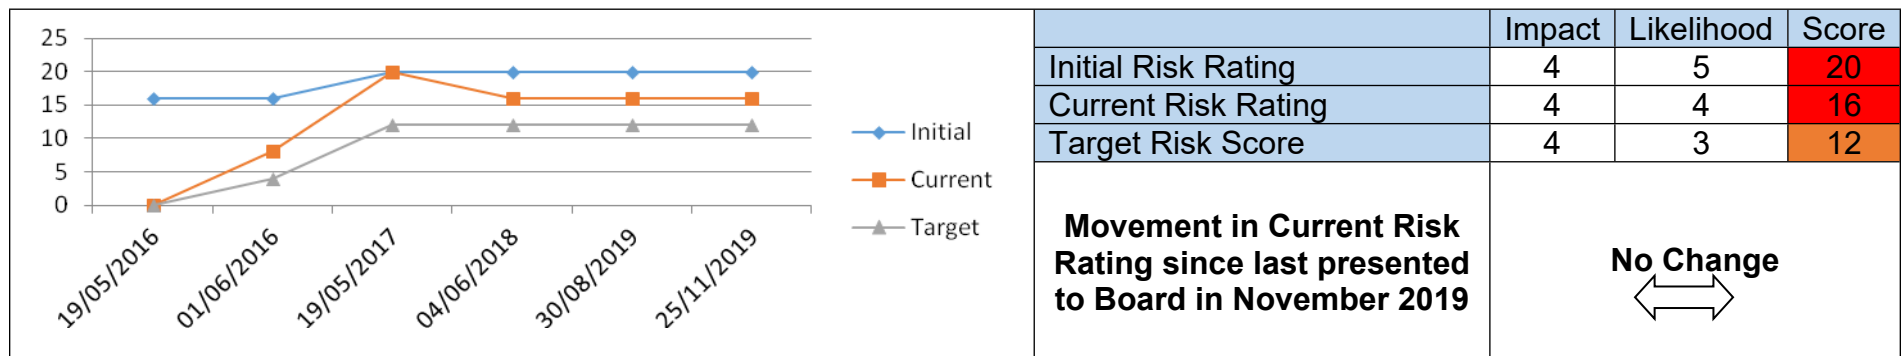 25
20
15
10
5
0
19/05/2016
01/06/2016
19/05/2017
04/06/2018
30/08/2019
25/11/2019
Initial
Current
Target
Impact Likelihood Score
Initial Risk Rating 4 5 20
Current Risk Rating 4 4 16
Target Risk Score 4 3 12
Movement in Current Risk
Rating since last presented
to Board in November 2019
No Change